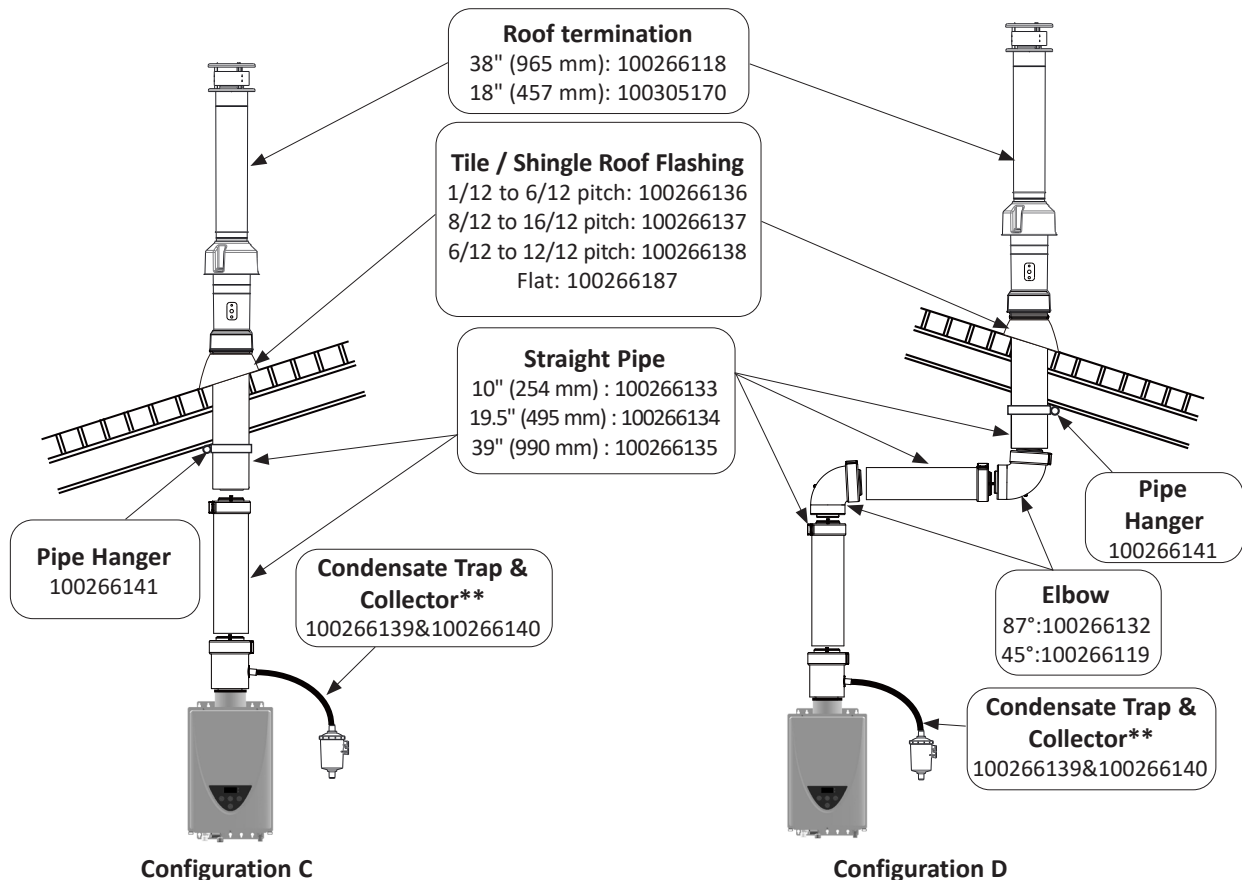 Roof termination
38" (965 mm): 100266118
18" (457 mm): 100305170
Tile / Shingle Roof Flashing
1/12 to 6/12 pitch: 100266136
8/12 to 16/12 pitch: 100266137
6/12 to 12/12 pitch: 100266138
Flat: 100266187
Straight Pipe
10" (254 mm) : 100266133
19.5" (495 mm) : 100266134
39" (990 mm) : 100266135
Pipe Hanger
100266141
Condensate Trap &
Collector**
100266139&100266140
Pipe
Hanger
100266141
Elbow
87°:100266132
45°:100266119
Condensate Trap &
Collector**
100266139&100266140
Configuration C
Configuration D